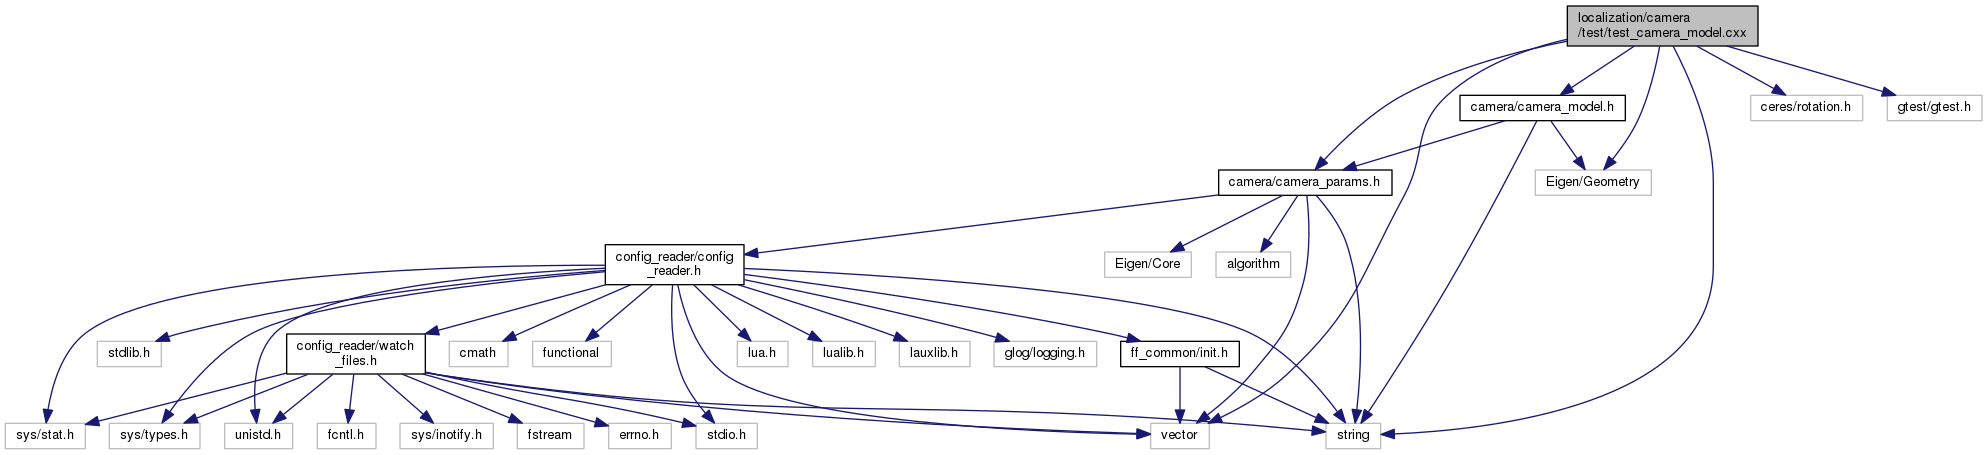 localization/camera
/test/test_camera_model.cxx
camera/camera_model.h
ceres/rotation.h
gtest/gtest.h
camera/camera_params.h
Eigen/Geometry
config_reader/config
_reader.h
Eigen/Core
algorithm
stdlib.h
config_reader/watch
_files.h
cmath
functional
lua.h
lualib.h
lauxlib.h
glog/logging.h
ff_common/init.h
sys/stat.h
sys/types.h
unistd.h
fcntl.h
sys/inotify.h
fstream
errno.h
stdio.h
vector
string